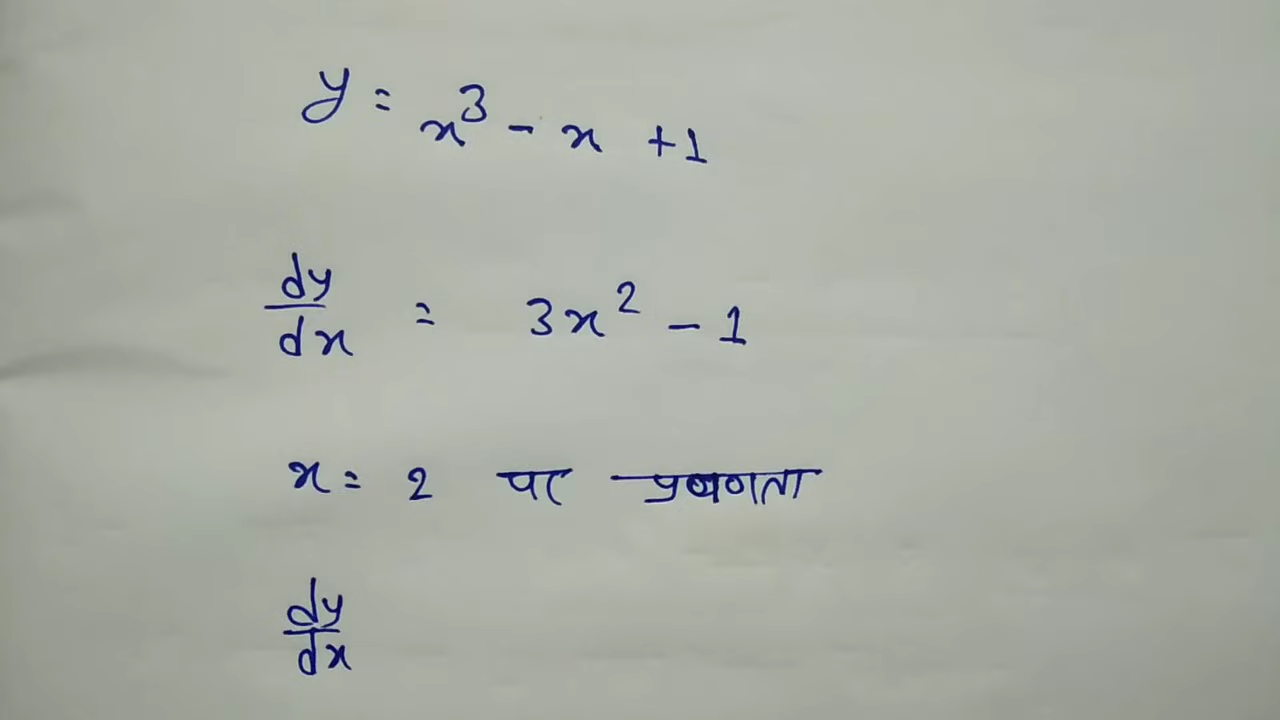 y = x³ - x + 1
dy/dx = 3x² - 1
x = 2 पर प्रवणता
dy/dx